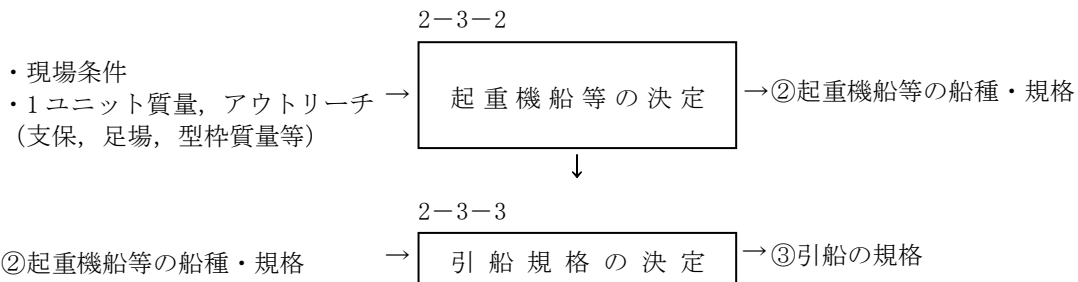 2-3-2
・現場条件
・1ユニット質量，アウトリーチ
（支保，足場，型枠質量等）
→
起重機船等の決定
→②起重機船等の船種・規格
↓
2-3-3
②起重機船等の船種・規格
→
引船規格の決定
→③引船の規格